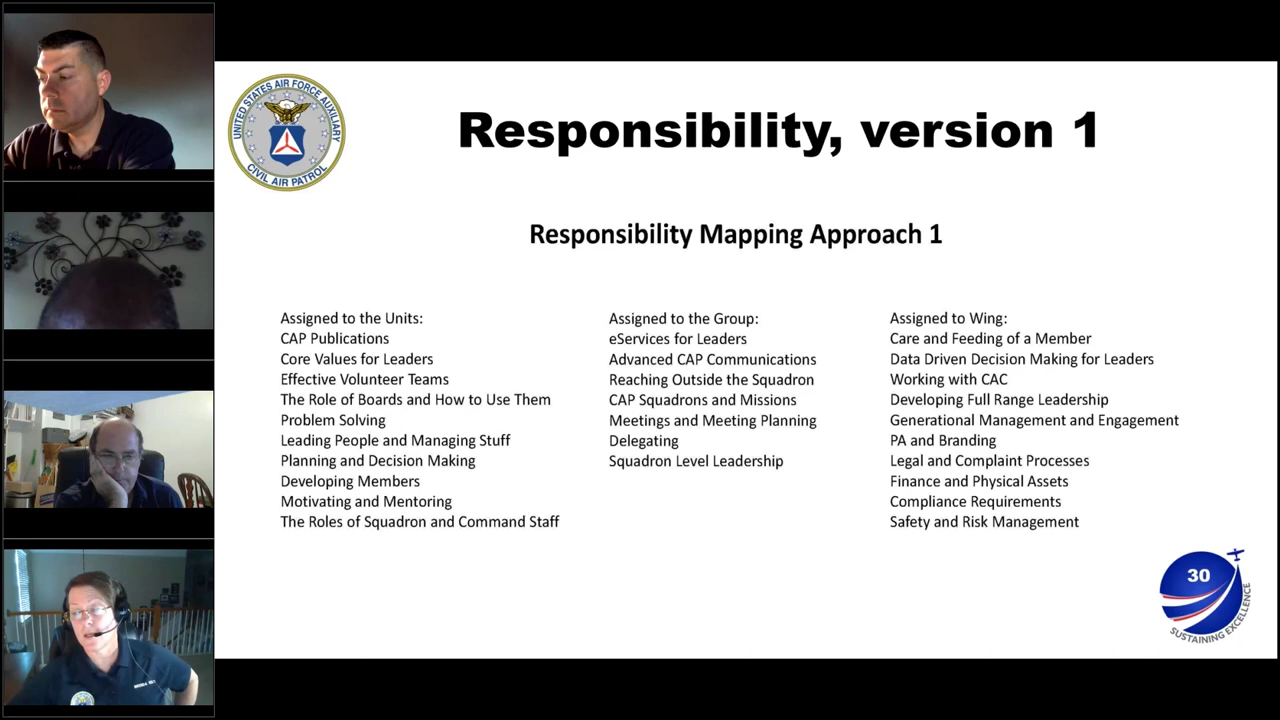 UNITED STATES AIR FORCE AUXILIARY
CIVIL AIR PATROL
Responsibility, version 1
Responsibility Mapping Approach 1
Assigned to the Units:
CAP Publications
Core Values for Leaders
Effective Volunteer Teams
The Role of Boards and How to Use Them
Problem Solving
Leading People and Managing Stuff
Planning and Decision Making
Developing Members
Motivating and Mentoring
The Roles of Squadron and Command Staff
Assigned to the Group:
eServices for Leaders
Advanced CAP Communications
Reaching Outside the Squadron
CAP Squadrons and Missions
Meetings and Meeting Planning
Delegating
Squadron Level Leadership
Assigned to Wing:
Care and Feeding of a Member
Data Driven Decision Making for Leaders
Working with CAC
Developing Full Range Leadership
Generational Management and Engagement
PA and Branding
Legal and Complaint Processes
Finance and Physical Assets
Compliance Requirements
Safety and Risk Management
30
SUSTAINING EXCELLENCE